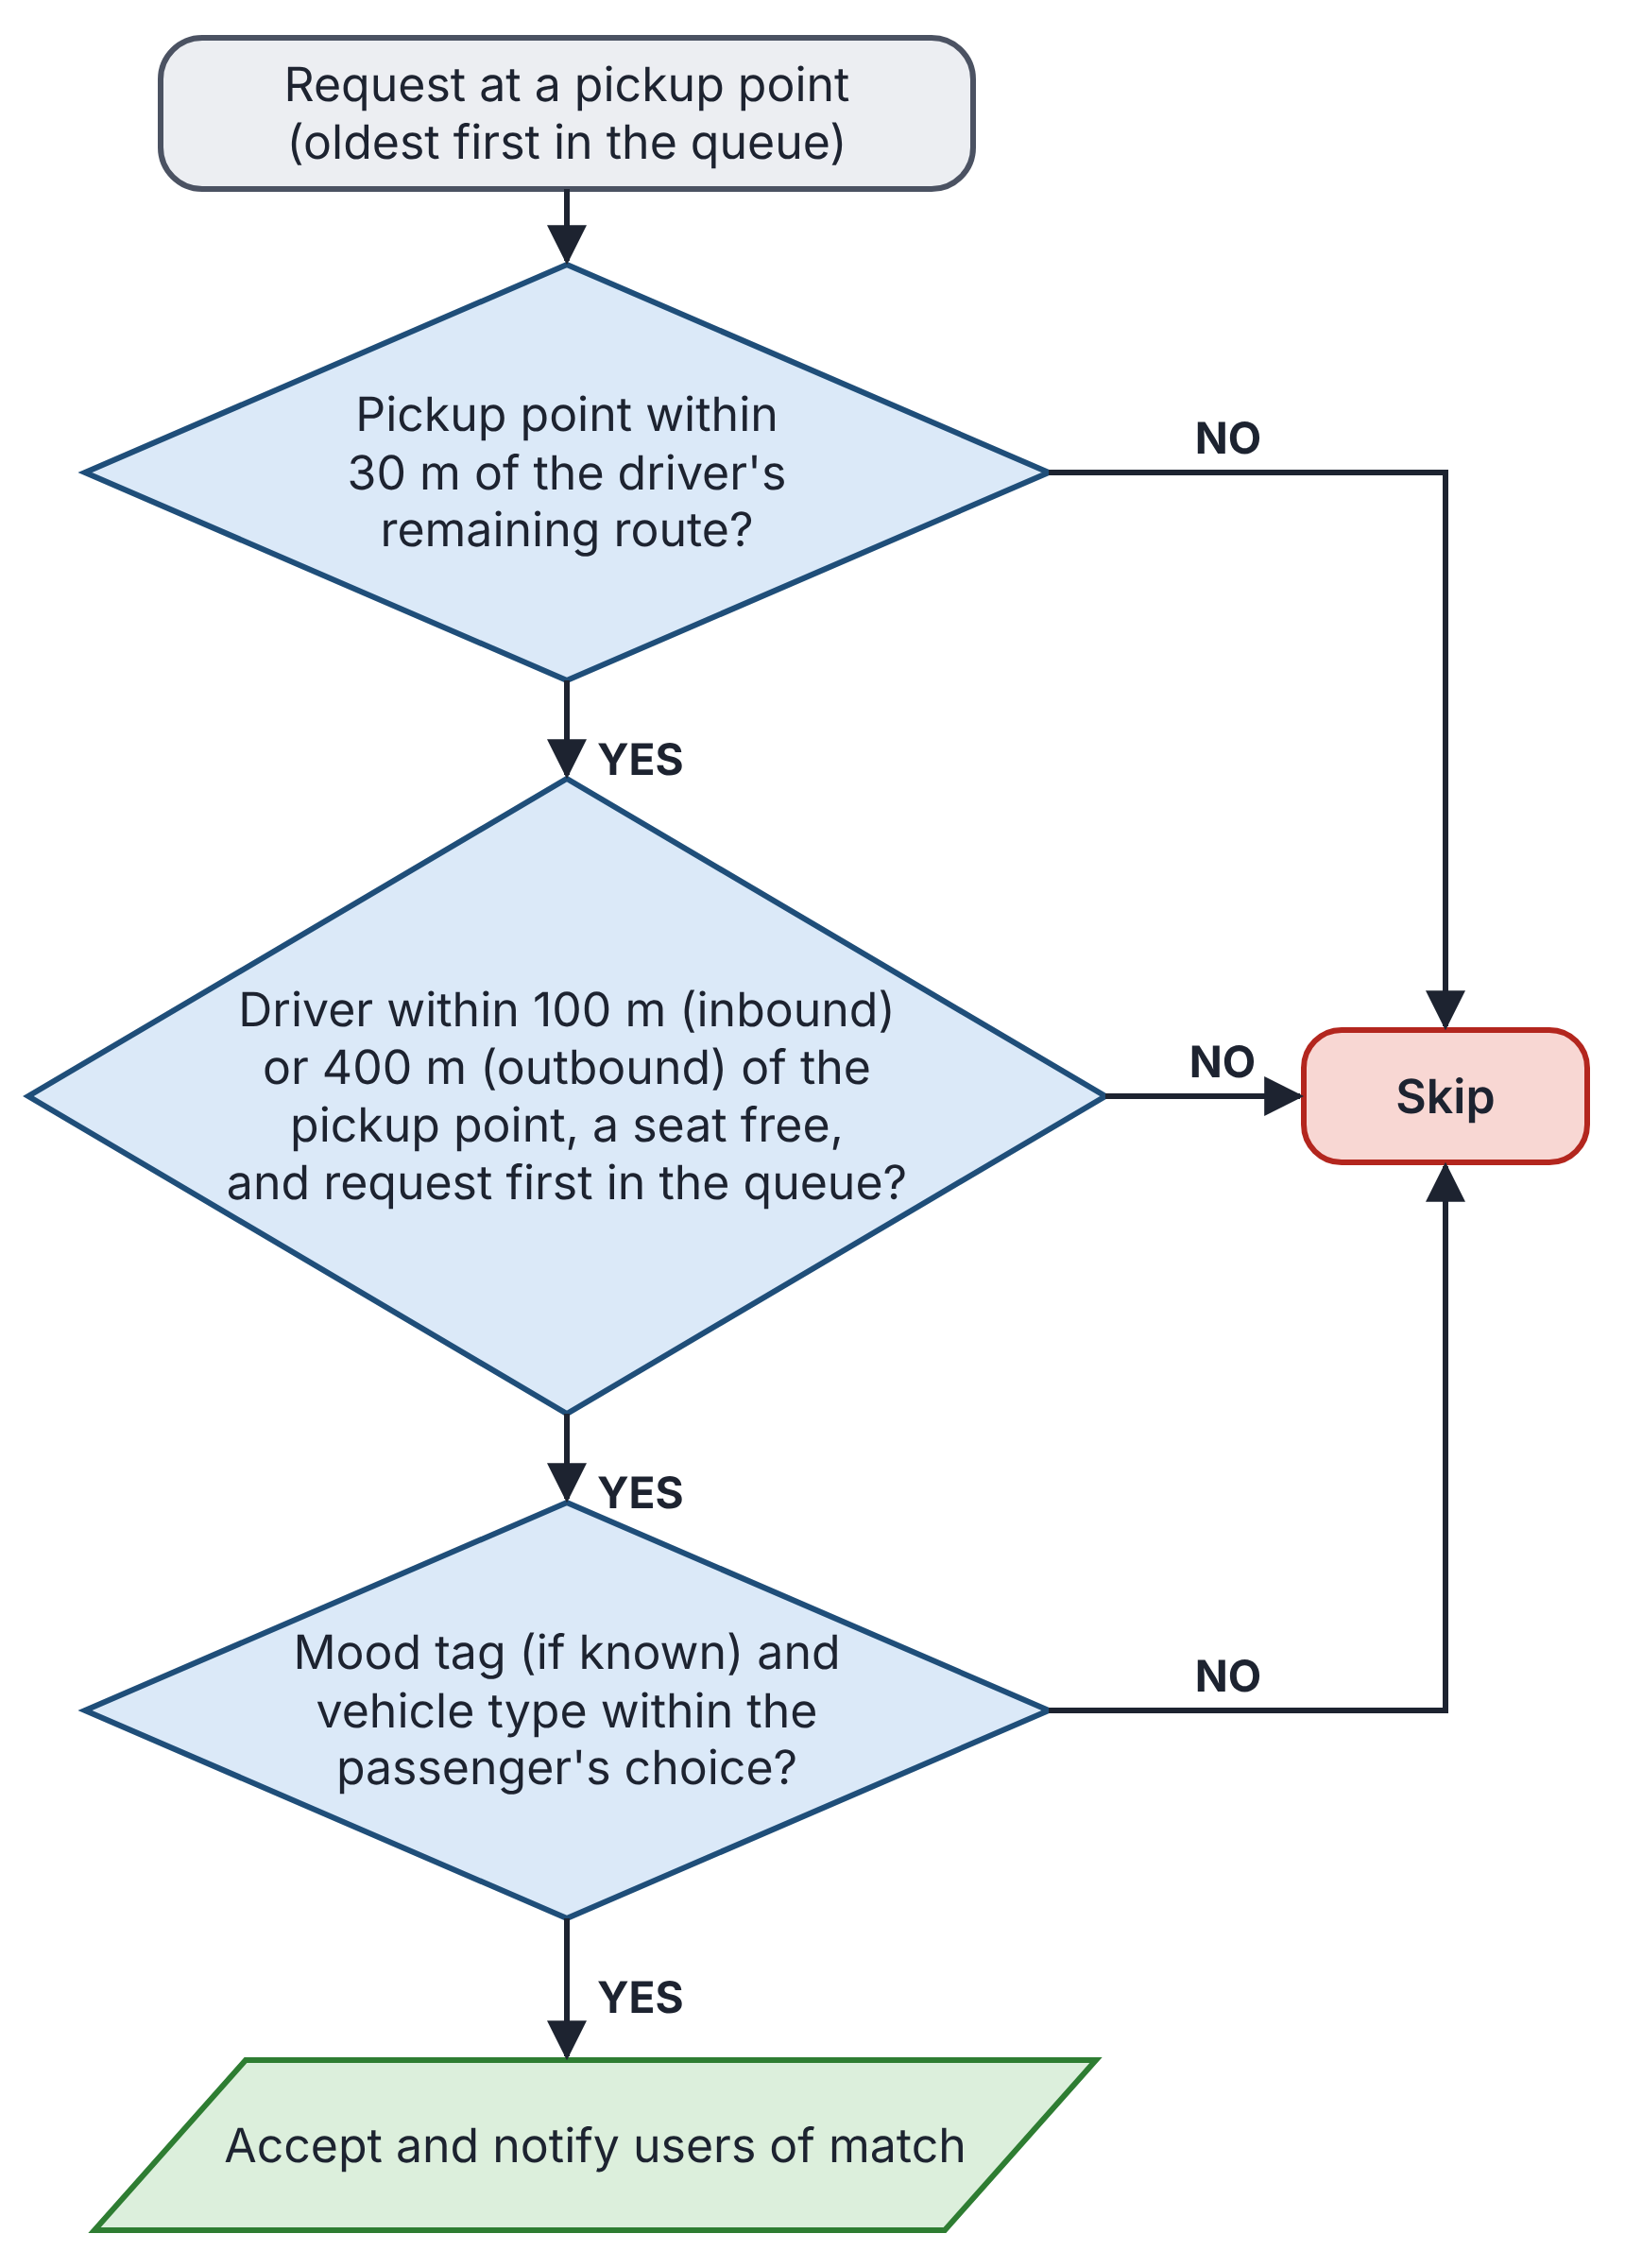 Request at a pickup point
(oldest first in the queue)
Pickup point within
30 m of the driver's
remaining route?
NO
YES
Driver within 100 m (inbound)
or 400 m (outbound) of the
pickup point, a seat free,
and request first in the queue?
NO
Skip
YES
Mood tag (if known) and
vehicle type within the
passenger's choice?
NO
YES
Accept and notify users of match